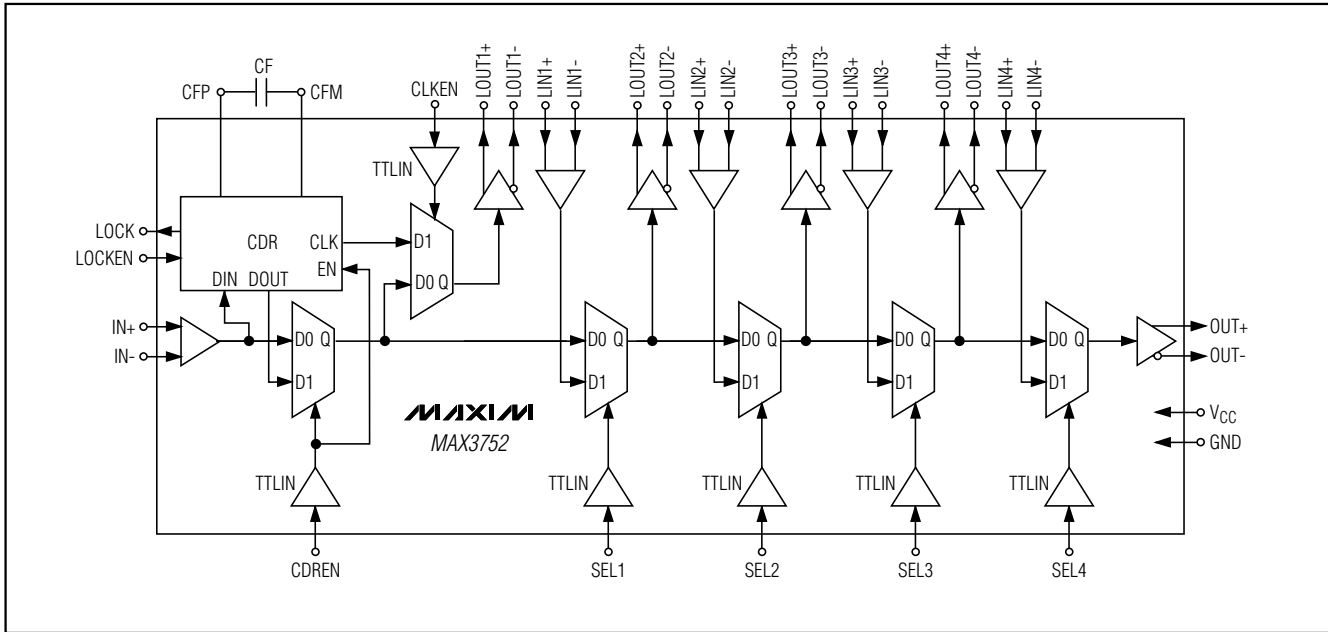 CF
CFP
CFM
CLKEN
LOUT1+
LOUT1-
LIN1+
LIN1-
LOUT2+
LOUT2-
LIN2+
LIN2-
LOUT3+
LOUT3-
LIN3+
LIN3-
LOUT4+
LOUT4-
LIN4+
LIN4-
TTLIN
LOCK
LOCKEN
CDR
CLK
EN
DIN DOUT
D1
D0 Q
IN+
IN-
D0 Q
D1
D0 Q
D1
D0 Q
D1
D0 Q
D1
D0 Q
D1
OUT+
OUT-
VCC
GND
MAXIM
MAX3752
TTLIN
TTLIN
TTLIN
TTLIN
TTLIN
CDREN
SEL1
SEL2
SEL3
SEL4